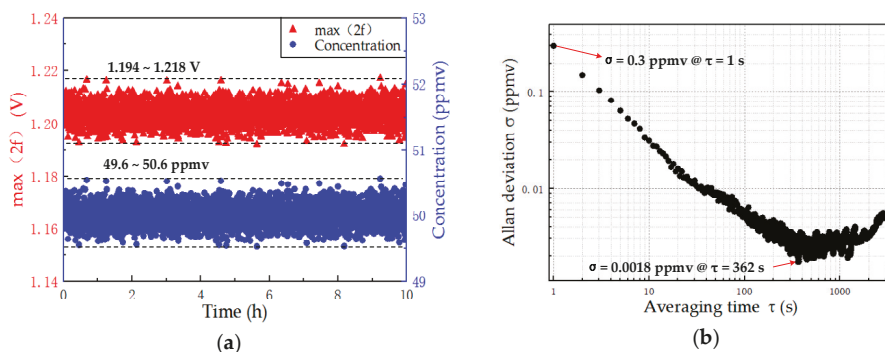 1.24
1.22
1.20
1.18
1.16
1.14
max（2f） (V)
max（2f）
Concentration
1.194 ~ 1.218 V
49.6 ~ 50.6 ppmv
53
52
51
50
49
Concentration (ppmv)
0 2 4 6 8 10
Time (h)
(a)
Allan deviation σ (ppmv)
0.1
0.01
σ = 0.3 ppmv @ τ = 1 s
σ = 0.0018 ppmv @ τ = 362 s
1 10 100 1000
Averaging time τ (s)
(b)